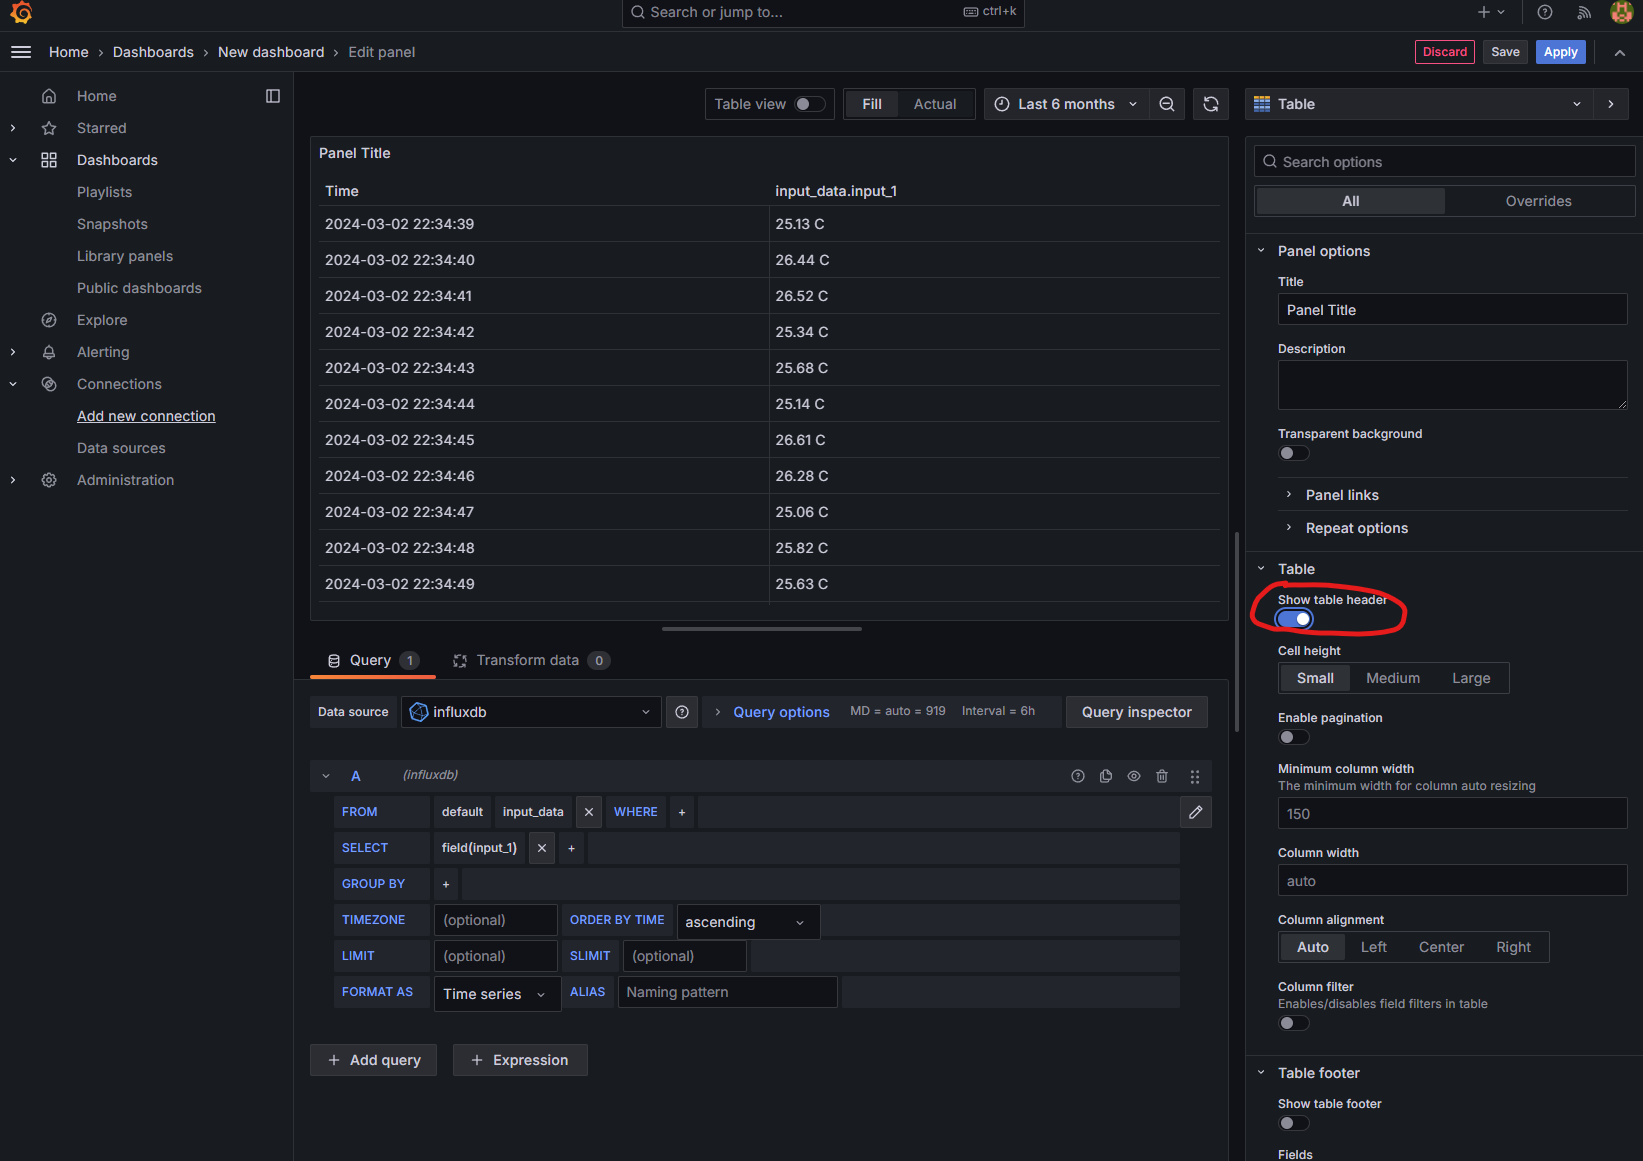 Search or jump to...
ctrl+k
Home › Dashboards › New dashboard › Edit panel
Discard
Save
Apply
Home
Starred
Dashboards
Playlists
Snapshots
Library panels
Public dashboards
Explore
Alerting
Connections
Add new connection
Data sources
Administration
Table view
Fill
Actual
Last 6 months
Panel Title
Time input_data.input_1
2024-03-02 22:34:39 25.13 C
2024-03-02 22:34:40 26.44 C
2024-03-02 22:34:41 26.52 C
2024-03-02 22:34:42 25.34 C
2024-03-02 22:34:43 25.68 C
2024-03-02 22:34:44 25.14 C
2024-03-02 22:34:45 26.61 C
2024-03-02 22:34:46 26.28 C
2024-03-02 22:34:47 25.06 C
2024-03-02 22:34:48 25.82 C
2024-03-02 22:34:49 25.63 C
Query 1
Transform data 0
Data source influxdb Query options MD = auto = 919 Interval = 6h Query inspector
A (influxdb)
FROM default input_data WHERE +
SELECT field(input_1) +
GROUP BY +
TIMEZONE (optional) ORDER BY TIME ascending
LIMIT (optional) SLIMIT (optional)
FORMAT AS Time series ALIAS Naming pattern
+ Add query
+ Expression
Table
Search options
All
Overrides
Panel options
Title
Panel Title
Description
Transparent background
Panel links
Repeat options
Table
Show table header
Cell height
Small Medium Large
Enable pagination
Minimum column width
The minimum width for column auto resizing
150
Column width
auto
Column alignment
Auto Left Center Right
Column filter
Enables/disables field filters in table
Table footer
Show table footer
Fields